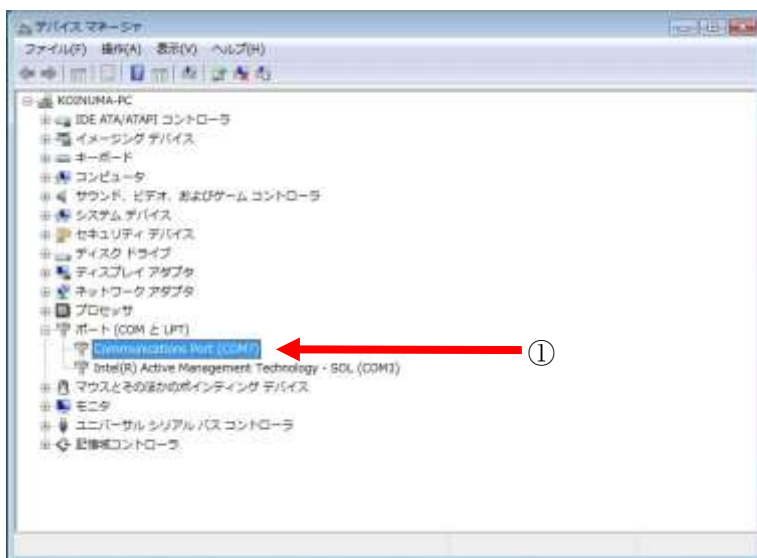 デバイス マネージャ
ファイル(F) 操作(A) 表示(V) ヘルプ(H)
KOINUMA-PC
IDE ATA/ATAPI コントローラ
イメージング デバイス
キーボード
コンピュータ
サウンド、ビデオ、およびゲーム コントローラ
システム デバイス
セキュリティ デバイス
ディスク ドライブ
ディスプレイ アダプタ
ネットワーク アダプタ
プロセッサ
ポート (COM と LPT)
Communications Port (COM7)
①
Intel(R) Active Management Technology - SOL (COM3)
マウスとそのほかのポインティング デバイス
モニタ
ユニバーサル シリアル バス コントローラ
記憶域コントローラ